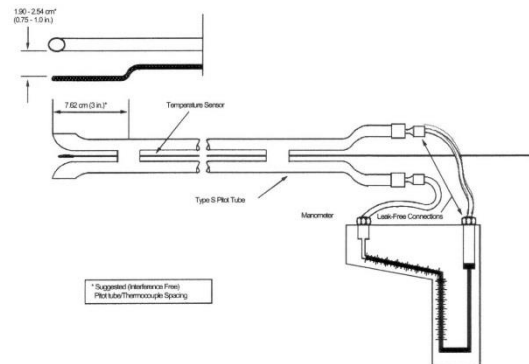 1.90 - 2.54 cm*
(0.75 - 1.0 in.)
7.62 cm (3 in.)*
Temperature Sensor
Type S Pitot Tube
Manometer
Leak-Free Connections
* Suggested (Interference Free)
Pitot tube/Thermocouple Spacing